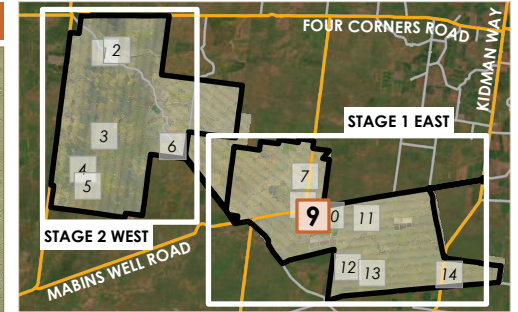 FOUR CORNERS ROAD
KIDMAN WAY
2
STAGE 1 EAST
3
6
4
7
5
9
0
11
STAGE 2 WEST
MABINS WELL ROAD
12
13
14